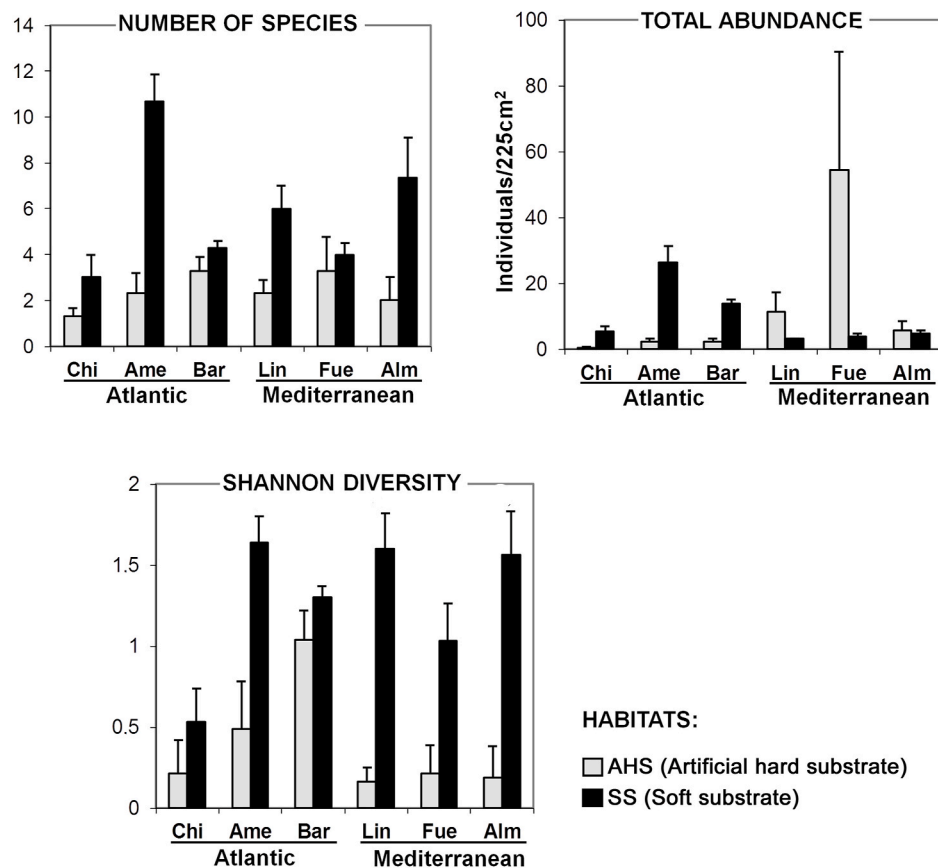 NUMBER OF SPECIES
14
12
10
8
6
4
2
0
Chi Ame Bar Lin Fue Alm
Atlantic Mediterranean
TOTAL ABUNDANCE
Individuals/225cm²
100
80
60
40
20
0
Chi Ame Bar Lin Fue Alm
Atlantic Mediterranean
SHANNON DIVERSITY
2
1.5
1
0.5
0
Chi Ame Bar Lin Fue Alm
Atlantic Mediterranean
HABITATS:
AHS (Artificial hard substrate)
SS (Soft substrate)